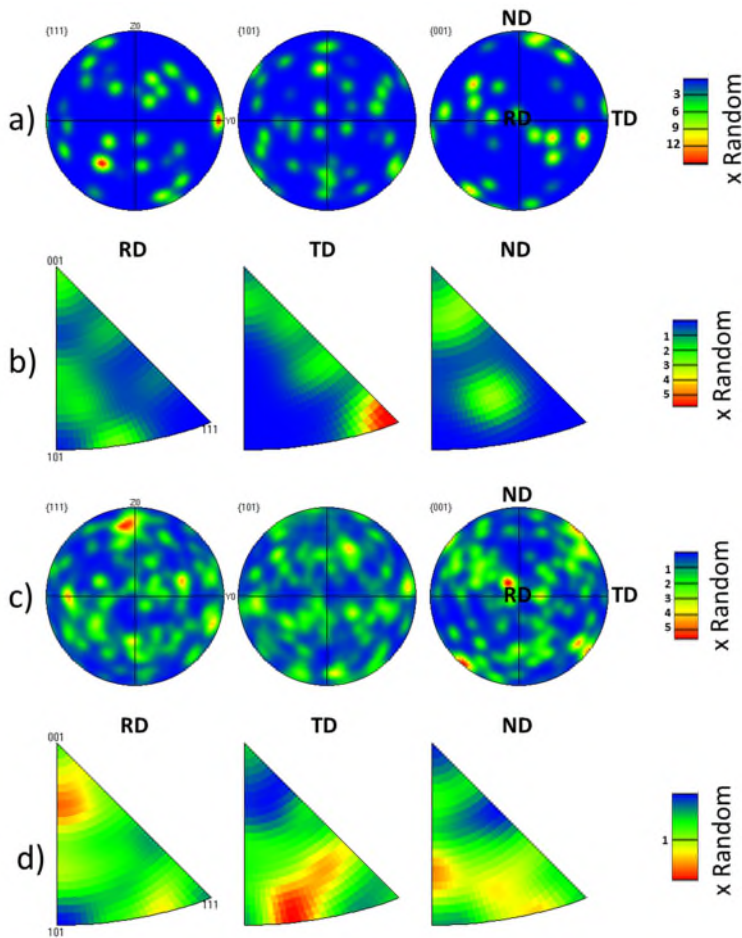 ND
{111} Z0 {101} {001}
a) Y0 RD TD
3
6
9
12
x Random
RD TD ND
001
b)
1
2
3
4
5
x Random
111
101
ND
{111} Z0 {101} {001}
c) Y0 RD TD
1
2
3
4
5
x Random
RD TD ND
001
d)
1
x Random
111
101